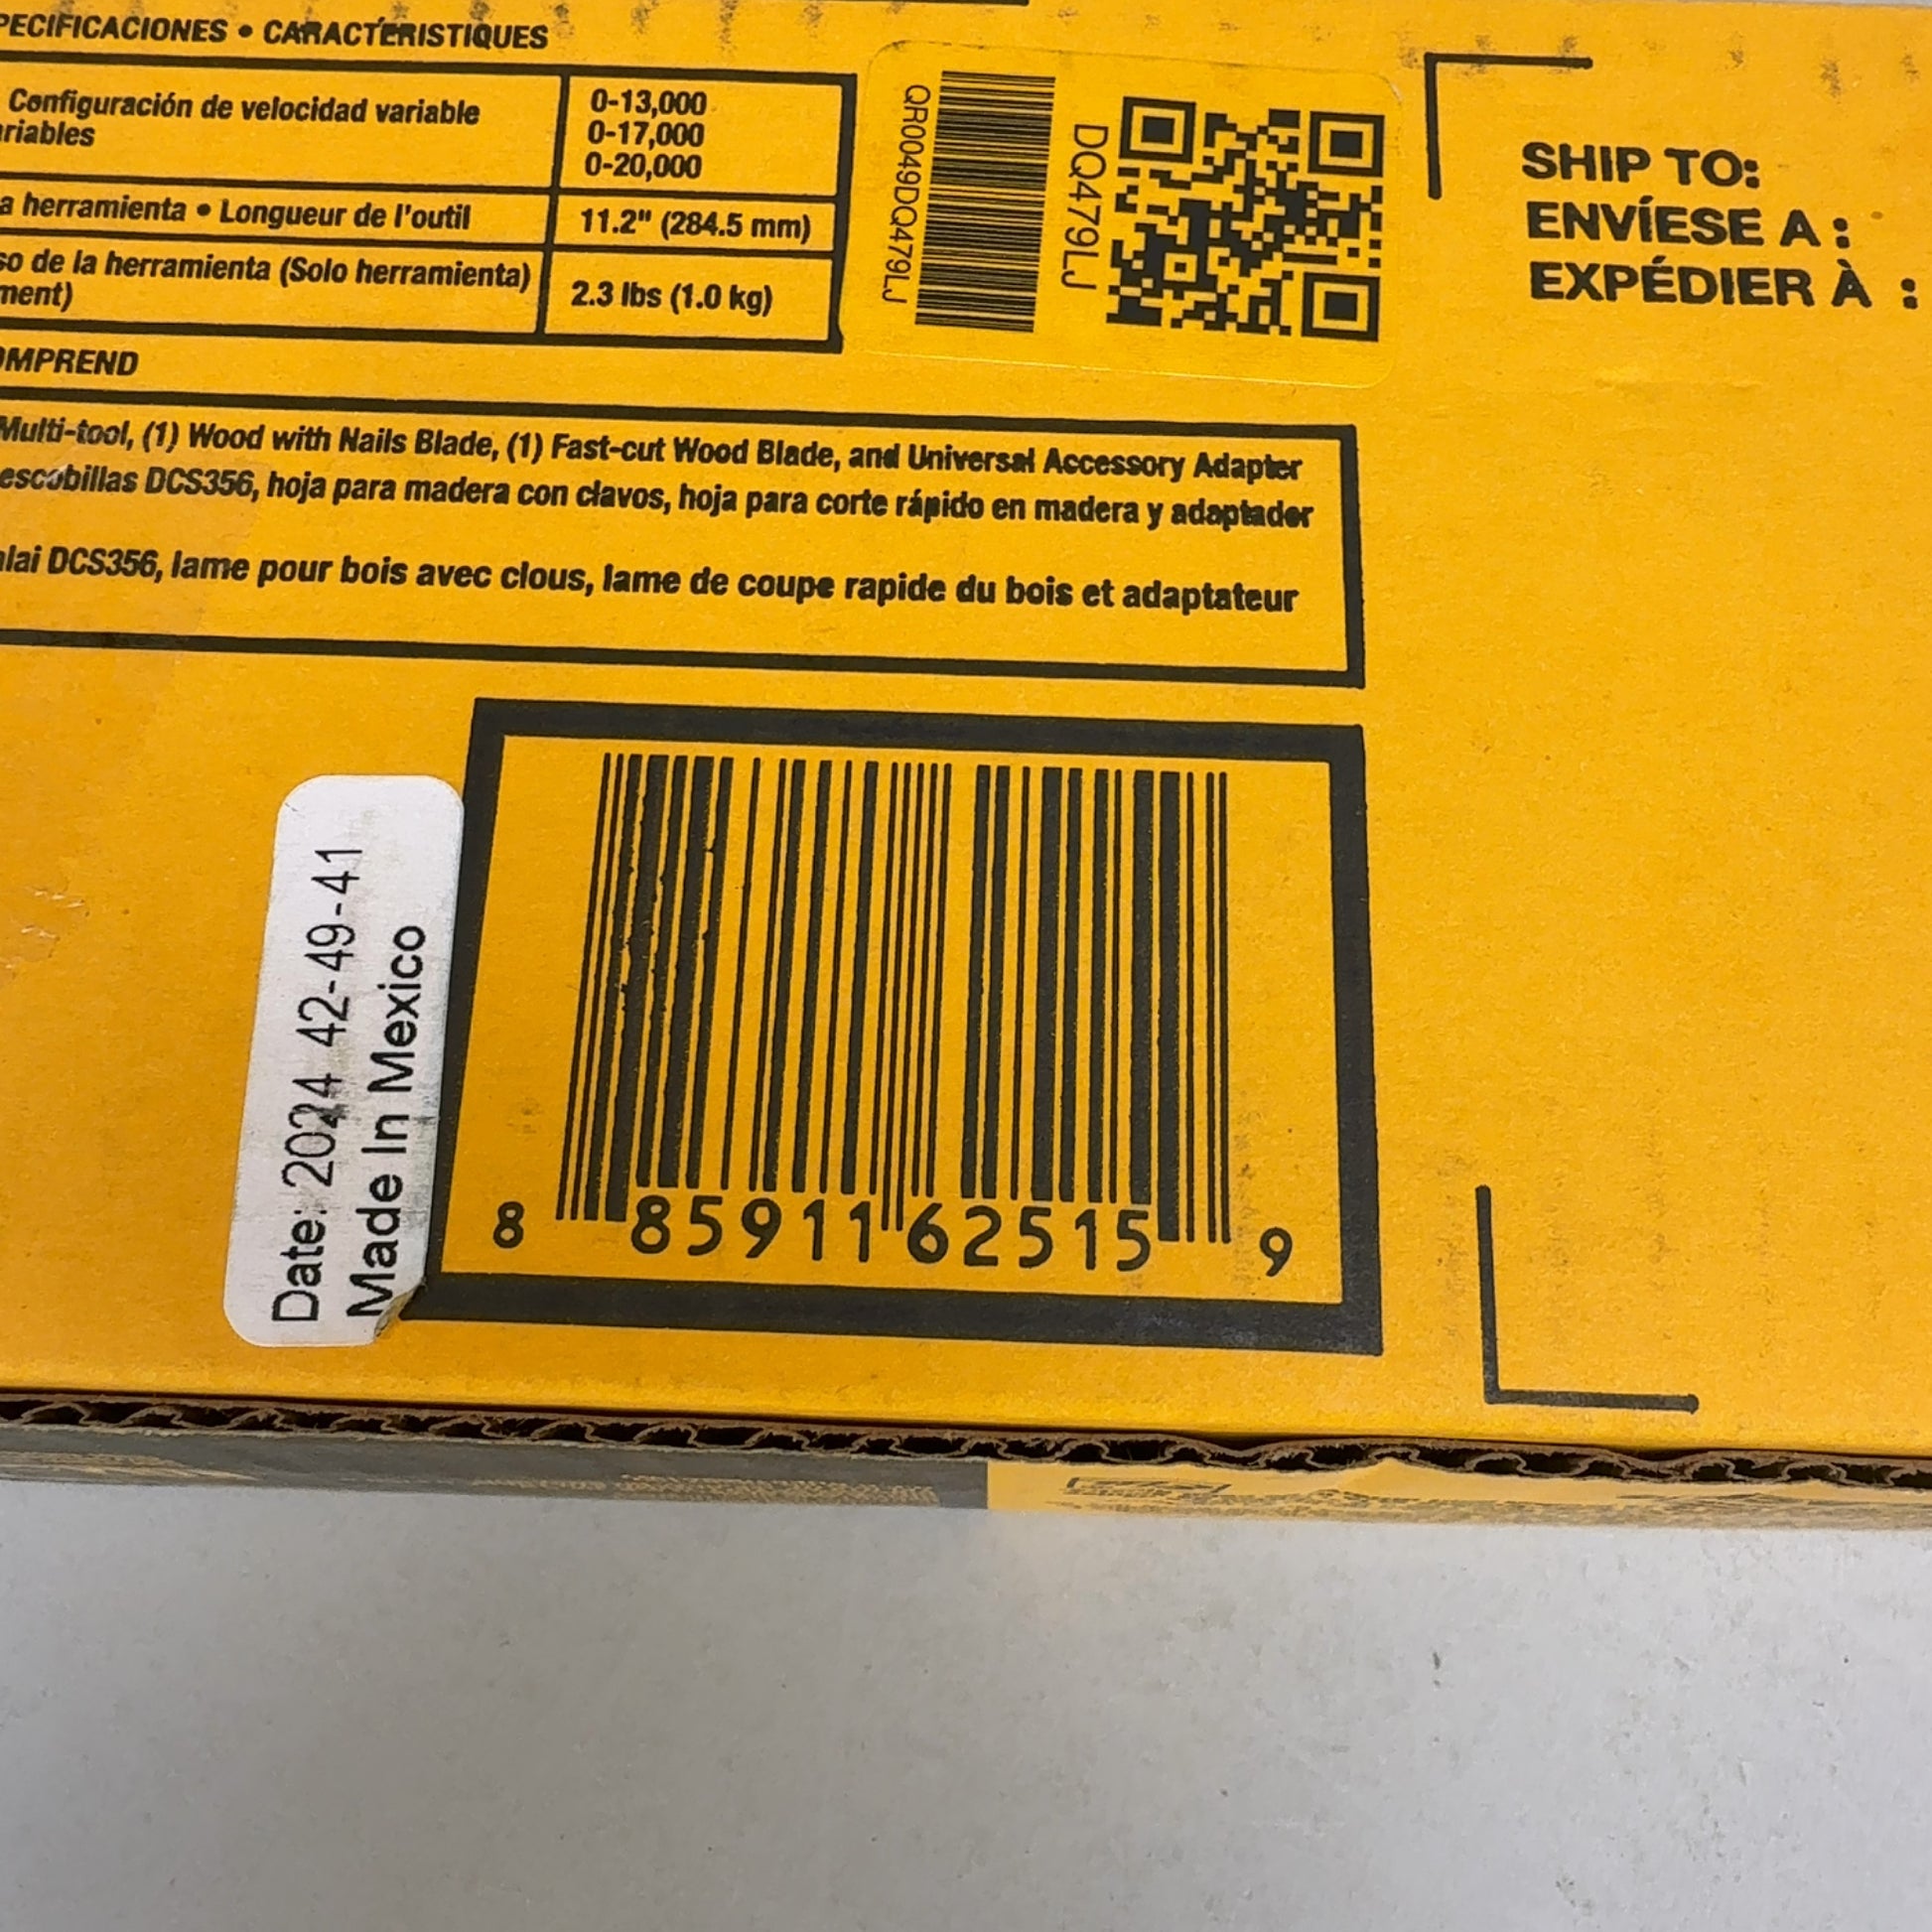 PECIFICACIONES • CARACTERISTIQUES
Configuración de velocidad variable
riables
0-13,000
0-17,000
0-20,000
a herramienta • Longueur de l'outil
11.2" (284.5 mm)
so de la herramienta (Solo herramienta)
ment)
2.3 lbs (1.0 kg)
OMPREND
QR0049DQ479LJ
DQ479LJ
SHIP TO:
ENVÍESE A :
EXPÉDIER À :
Multi-tool, (1) Wood with Nails Blade, (1) Fast-cut Wood Blade, and Universal Accessory Adapter
escobillas DCS356, hoja para madera con clavos, hoja para corte rápido en madera y adaptador
lai DCS356, lame pour bois avec clous, lame de coupe rapide du bois et adaptateur
Date: 2024 42-49-41
Made In Mexico
8 85911 62515 9